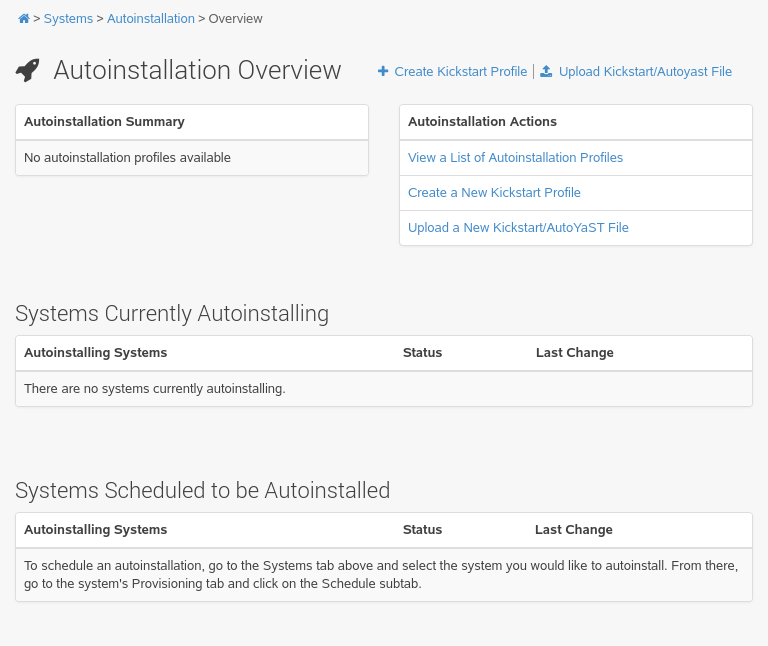 > Systems > Autoinstallation > Overview
Autoinstallation Overview
Create Kickstart Profile | Upload Kickstart/Autoyast File
Autoinstallation Summary
No autoinstallation profiles available
Autoinstallation Actions
View a List of Autoinstallation Profiles
Create a New Kickstart Profile
Upload a New Kickstart/AutoYaST File
Systems Currently Autoinstalling
Autoinstalling Systems Status Last Change
There are no systems currently autoinstalling.
Systems Scheduled to be Autoinstalled
Autoinstalling Systems Status Last Change
To schedule an autoinstallation, go to the Systems tab above and select the system you would like to autoinstall. From there,
go to the system's Provisioning tab and click on the Schedule subtab.